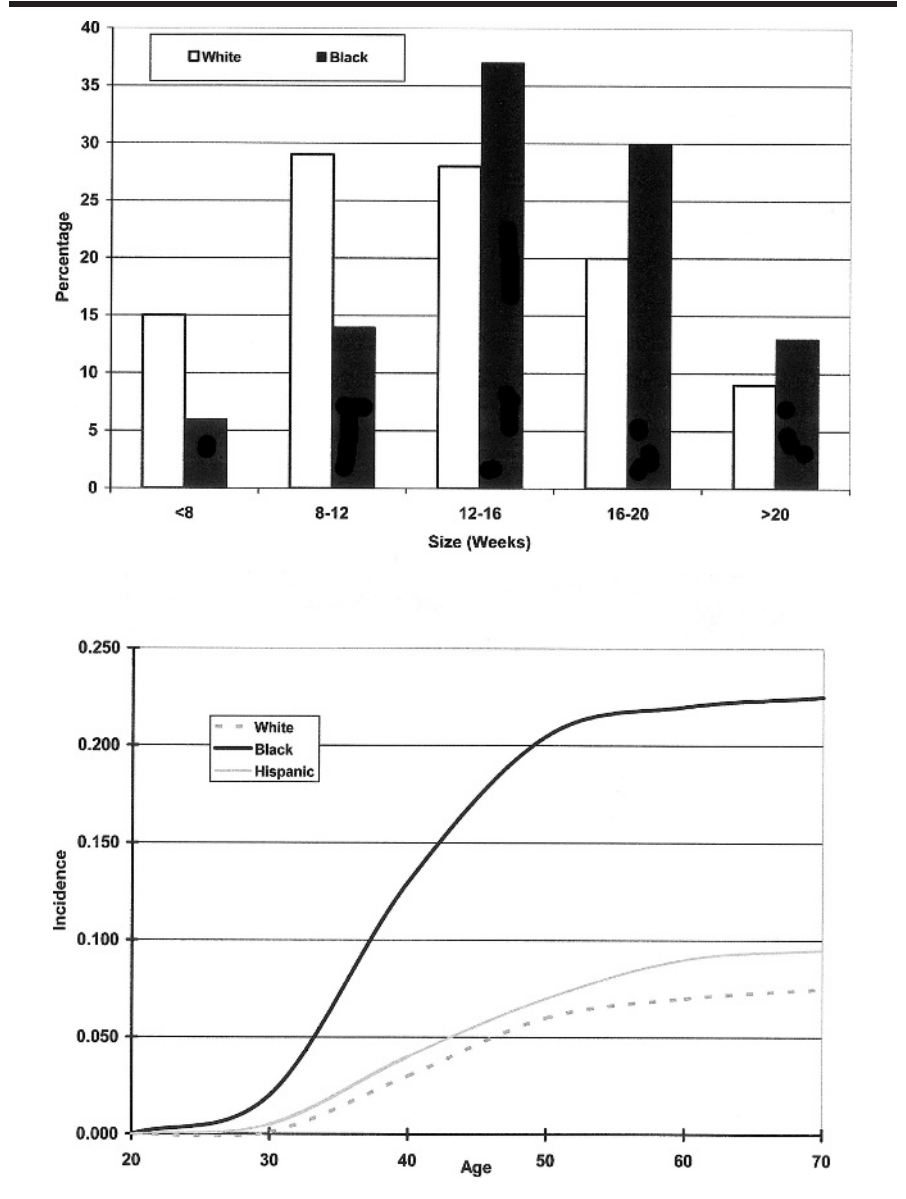 40
White Black
35
30
25
20
15
10
5
0
Percentage
<8 8-12 12-16 16-20 >20
Size (Weeks)
0.250
White
Black
Hispanic
0.200
0.150
0.100
0.050
0.000
Incidence
20 30 40 50 60 70
Age